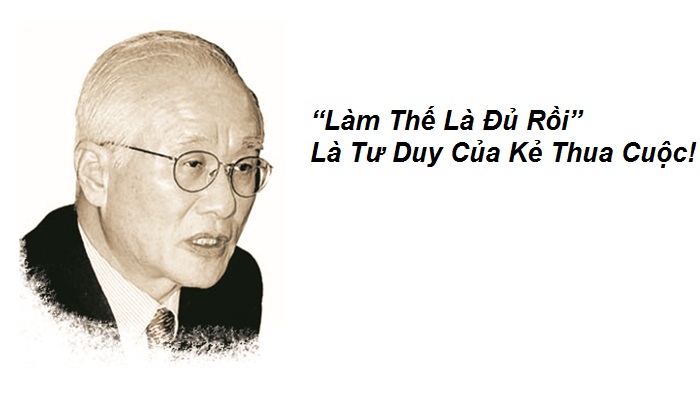 “Làm Thế Là Đủ Rồi”
Là Tư Duy Của Kẻ Thua Cuộc!